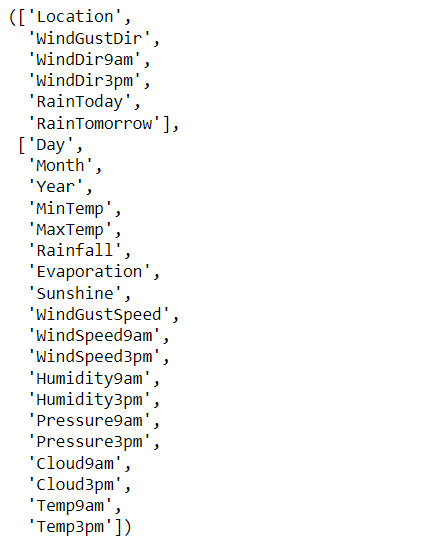 (['Location',
'WindGustDir',
'WindDir9am',
'WindDir3pm',
'RainToday',
'RainTomorrow'],
['Day',
'Month',
'Year',
'MinTemp',
'MaxTemp',
'Rainfall',
'Evaporation',
'Sunshine',
'WindGustSpeed',
'WindSpeed9am',
'WindSpeed3pm',
'Humidity9am',
'Humidity3pm',
'Pressure9am',
'Pressure3pm',
'Cloud9am',
'Cloud3pm',
'Temp9am',
'Temp3pm'])